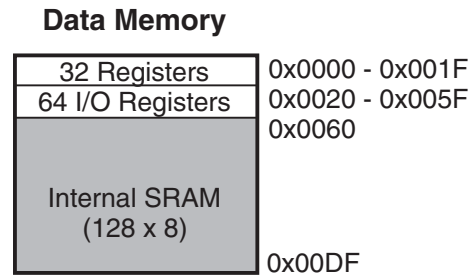 Data Memory
32 Registers 0x0000 - 0x001F
64 I/O Registers 0x0020 - 0x005F
0x0060
Internal SRAM
(128 x 8)
0x00DF